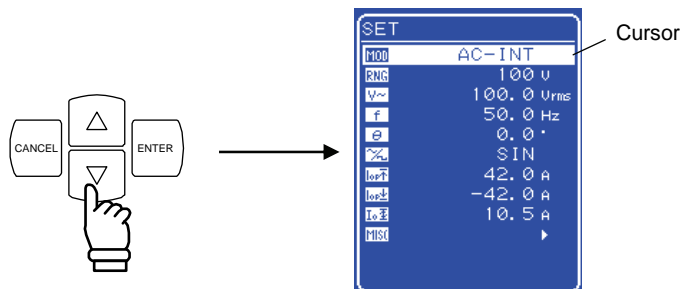 SET
Cursor
MOD AC-INT
RNG 100 V
V~ 100.0 Vrms
f 50.0 Hz
θ 0.0 °
SIN
42.0 A
-42.0 A
10.5 A
MISC
CANCEL
ENTER